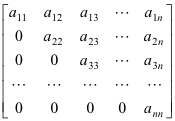 a₁₁ a₁₂ a₁₃ ⋯ a₁ₙ
0 a₂₂ a₂₃ ⋯ a₂ₙ
0 0 a₃₃ ⋯ a₃ₙ
⋯ ⋯ ⋯ ⋯ ⋯
0 0 0 0 aₙₙ